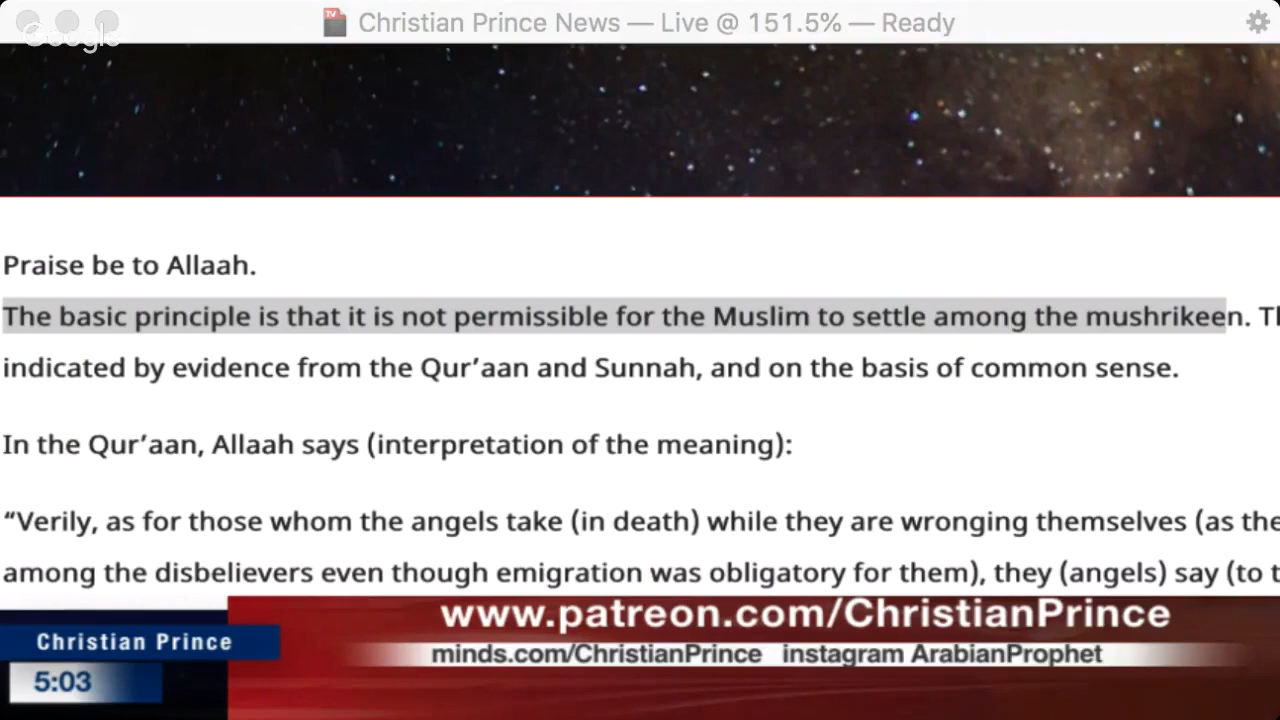 Christian Prince News — Live @ 151.5% — Ready
TV
Google
Praise be to Allaah.
The basic principle is that it is not permissible for the Muslim to settle among the mushrikeen.
indicated by evidence from the Qur’aan and Sunnah, and on the basis of common sense.
In the Qur’aan, Allaah says (interpretation of the meaning):
“Verily, as for those whom the angels take (in death) while they are wronging themselves (as
among the disbelievers even though emigration was obligatory for them), they (angels) say (to
www.patreon.com/ChristianPrince
Christian Prince
minds.com/ChristianPrince instagram ArabianProphet
5:03